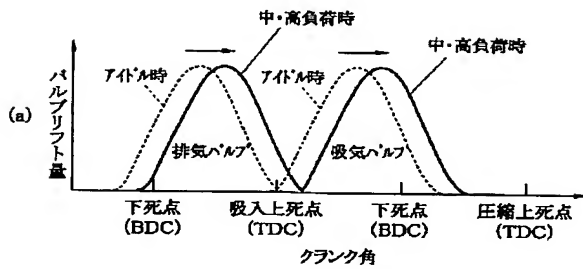 中・高負荷時
中・高負荷時
アイドル時
アイドル時
(a)
バルブリフト量
排気バルブ
吸気バルブ
下死点
(BDC)
吸入上死点
(TDC)
下死点
(BDC)
圧縮上死点
(TDC)
クランク角